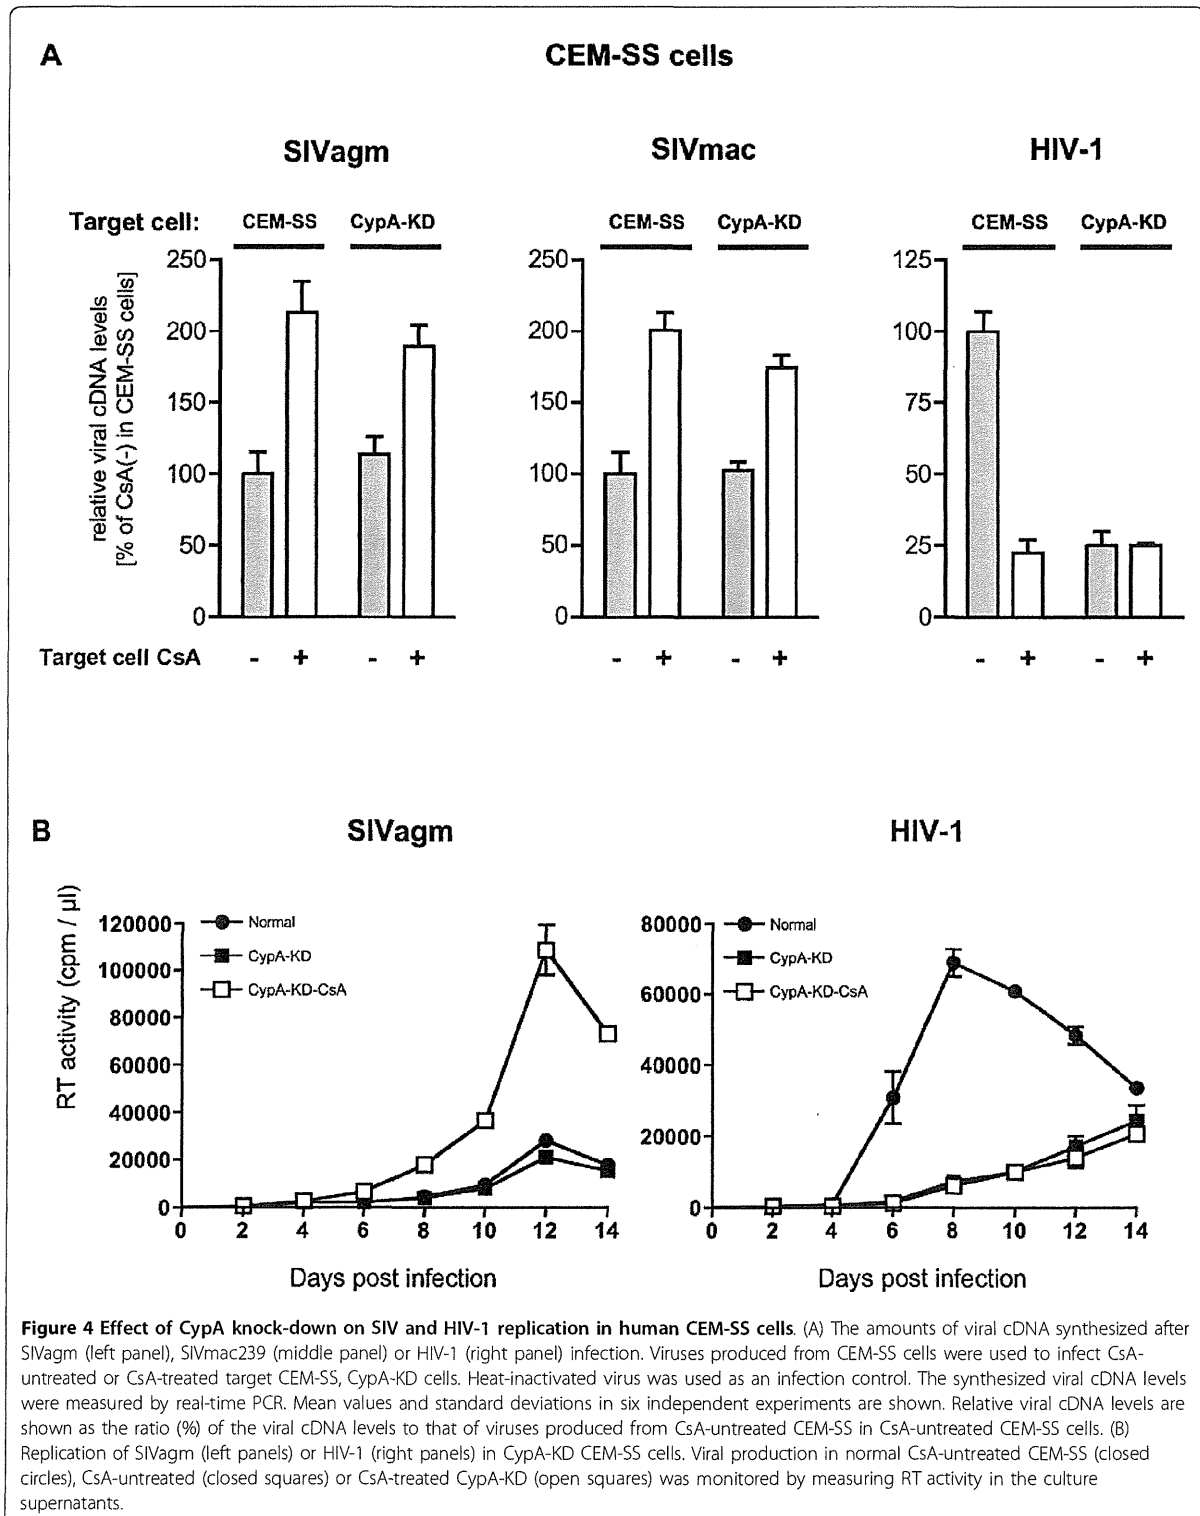 A
CEM-SS cells
SIVagm
SIVmac
HIV-1
Target cell:
CEM-SS
CypA-KD
CEM-SS
CypA-KD
CEM-SS
CypA-KD
relative viral cDNA levels
[% of CsA(-) in CEM-SS cells]
250
200
150
100
50
0
250
200
150
100
50
0
125
100
75
50
25
0
Target cell CsA - + - + - + - + - + - +
B
SIVagm
HIV-1
RT activity (cpm / µl)
120000
100000
80000
60000
40000
20000
0
Normal
CypA-KD
CypA-KD-CsA
0 2 4 6 8 10 12 14
Days post infection
80000
60000
40000
20000
0
Normal
CypA-KD
CypA-KD-CsA
0 2 4 6 8 10 12 14
Days post infection
Figure 4 Effect of CypA knock-down on SIV and HIV-1 replication in human CEM-SS cells. (A) The amounts of viral cDNA synthesized after
SIVagm (left panel), SIVmac239 (middle panel) or HIV-1 (right panel) infection. Viruses produced from CEM-SS cells were used to infect CsA-
untreated or CsA-treated target CEM-SS, CypA-KD cells. Heat-inactivated virus was used as an infection control. The synthesized viral cDNA levels
were measured by real-time PCR. Mean values and standard deviations in six independent experiments are shown. Relative viral cDNA levels are
shown as the ratio (%) of the viral cDNA levels to that of viruses produced from CsA-untreated CEM-SS in CsA-untreated CEM-SS cells. (B)
Replication of SIVagm (left panels) or HIV-1 (right panels) in CypA-KD CEM-SS cells. Viral production in normal CsA-untreated CEM-SS (closed
circles), CsA-untreated (closed squares) or CsA-treated CypA-KD (open squares) was monitored by measuring RT activity in the culture
supernatants.